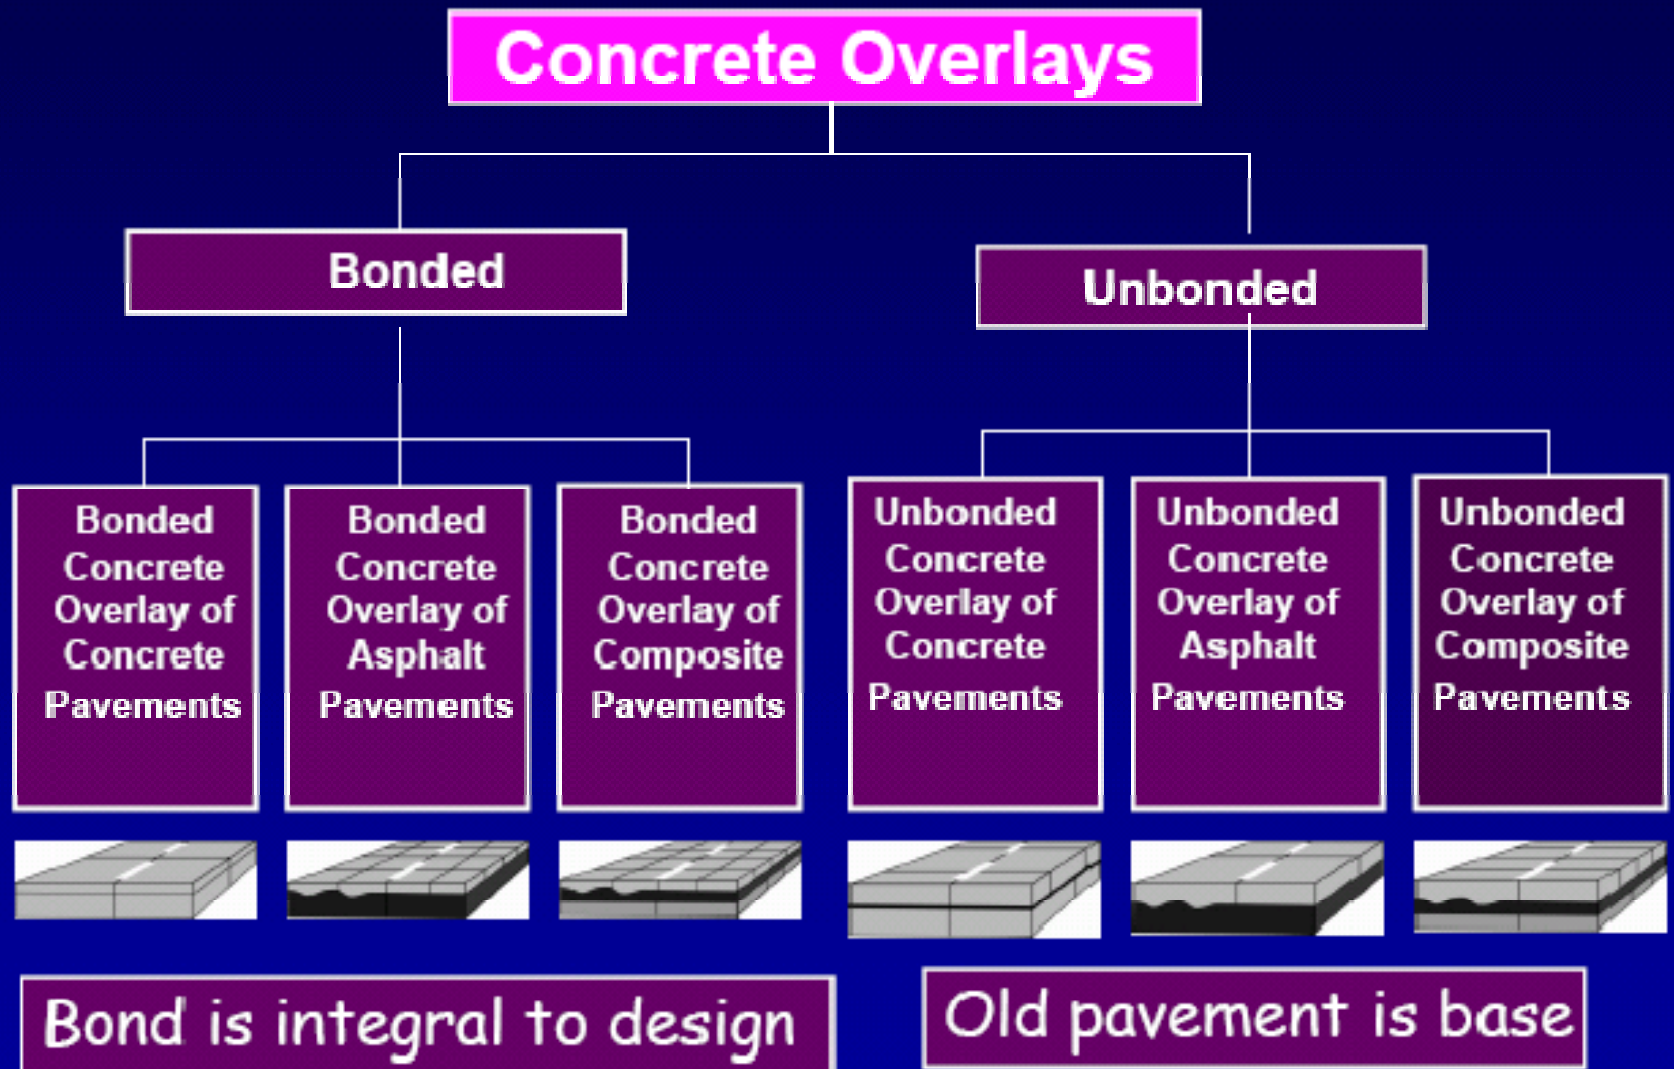 Concrete Overlays
Bonded
Unbonded
Bonded
Concrete
Overlay of
Concrete
Pavements
Bonded
Concrete
Overlay of
Asphalt
Pavements
Bonded
Concrete
Overlay of
Composite
Pavements
Unbonded
Concrete
Overlay of
Concrete
Pavements
Unbonded
Concrete
Overlay of
Asphalt
Pavements
Unbonded
Concrete
Overlay of
Composite
Pavements
Bond is integral to design
Old pavement is base